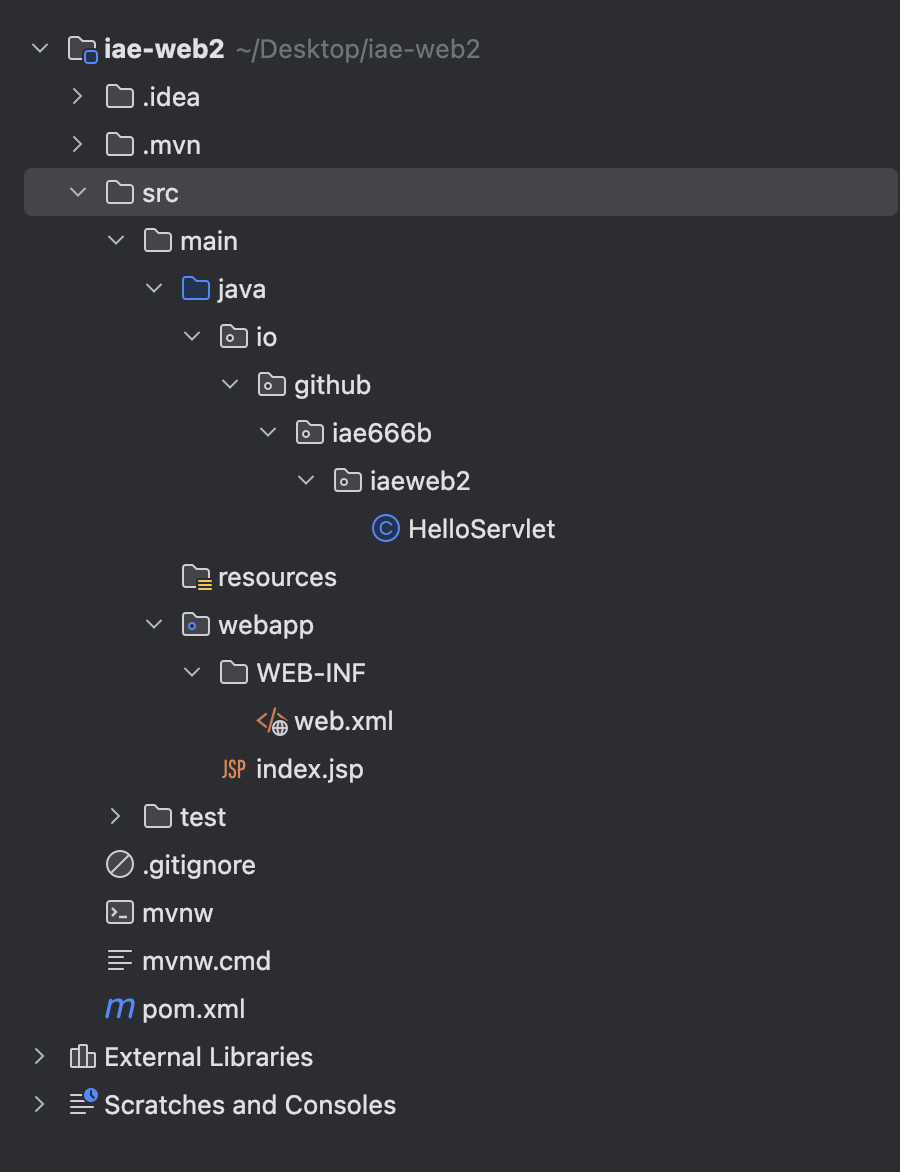 iae-web2 ~/Desktop/iae-web2
.idea
.mvn
src
main
java
io
github
iae666b
iaeweb2
HelloServlet
resources
webapp
WEB-INF
web.xml
JSP index.jsp
test
.gitignore
mvnw
mvnw.cmd
m pom.xml
External Libraries
Scratches and Consoles